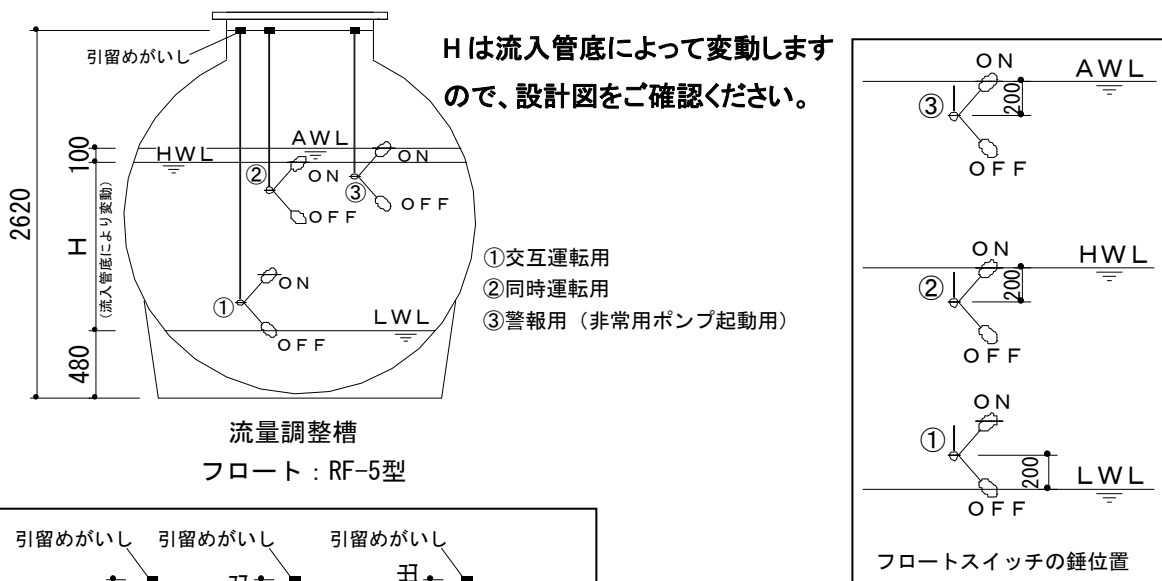 引留めがいし
Hは流入管底によって変動します
ので、設計図をご確認ください。
2620
100
H
(流入管底により変動)
480
HWL
AWL
②
ON
OFF
③
ON
OFF
①
ON
OFF
LWL
①交互運転用
②同時運転用
③警報用（非常用ポンプ起動用）
流量調整槽
フロート：RF-5型
ON
AWL
③
200
OFF
ON
HWL
②
200
OFF
ON
①
200
LWL
OFF
フロートスイッチの錘位置
引留めがいし 引留めがいし 引留めがいし